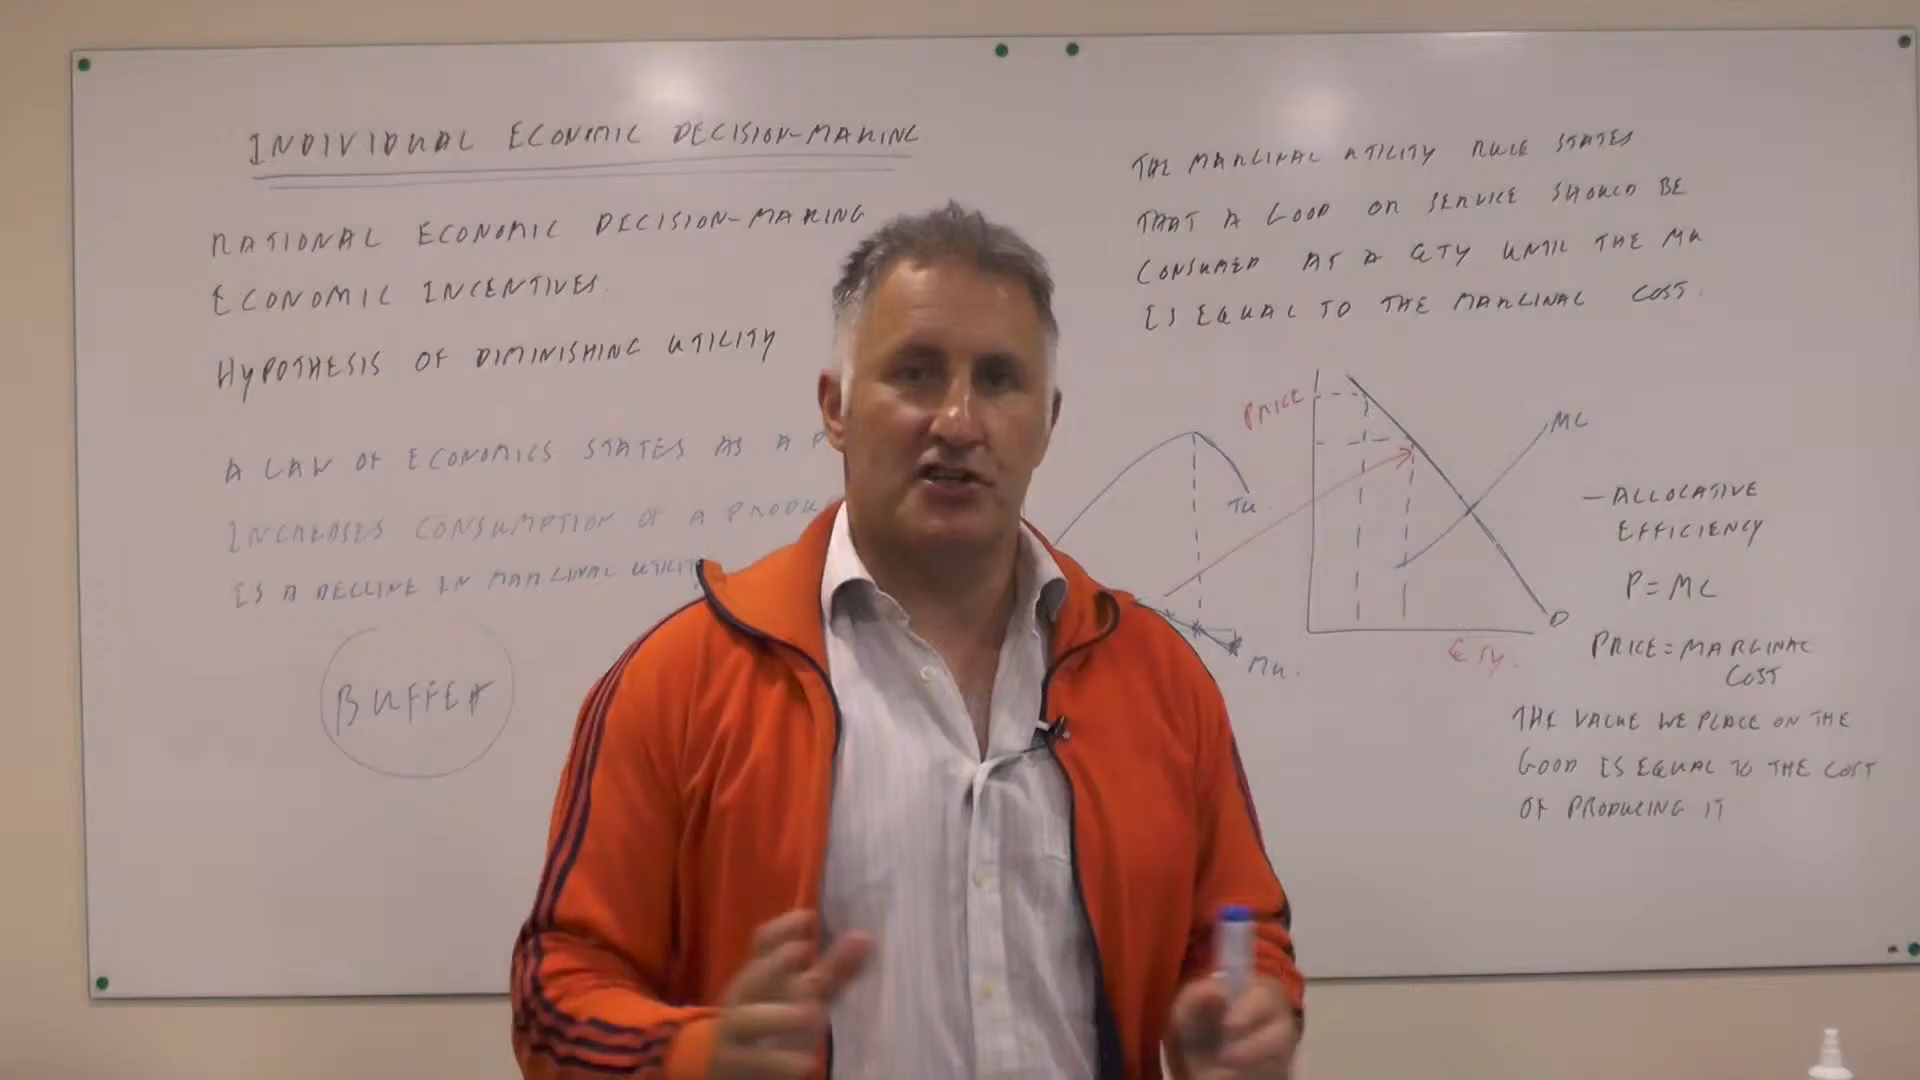 INDIVIDUAL ECONOMIC DECISION-MAKING
RATIONAL ECONOMIC DECISION-MAKING
ECONOMIC INCENTIVES
HYPOTHESIS OF DIMINISHING UTILITY
A LAW OF ECONOMICS STATES AS A P
INCREASES CONSUMPTION OF A PRODU
IS A DECLINE IN MARGINAL UTILIT
BUFFET
THE MARGINAL UTILITY RULE STATES
THAT A GOOD OR SERVICE SHOULD BE
CONSUMED AT A QTY UNTIL THE MU
IS EQUAL TO THE MARGINAL COST.
PRICE
MC
TU.
MU.
D
QTY.
- ALLOCATIVE
EFFICIENCY
P=MC
PRICE=MARGINAL
COST
THE VALUE WE PLACE ON THE
GOOD IS EQUAL TO THE COST
OF PRODUCING IT